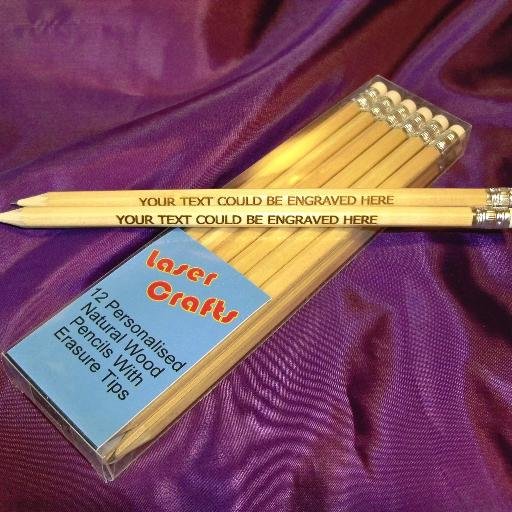 YOUR TEXT COULD BE ENGRAVED HERE
YOUR TEXT COULD BE ENGRAVED HERE
Laser
Crafts
12 Personalised
Natural Wood
Pencils With
Erasure Tips